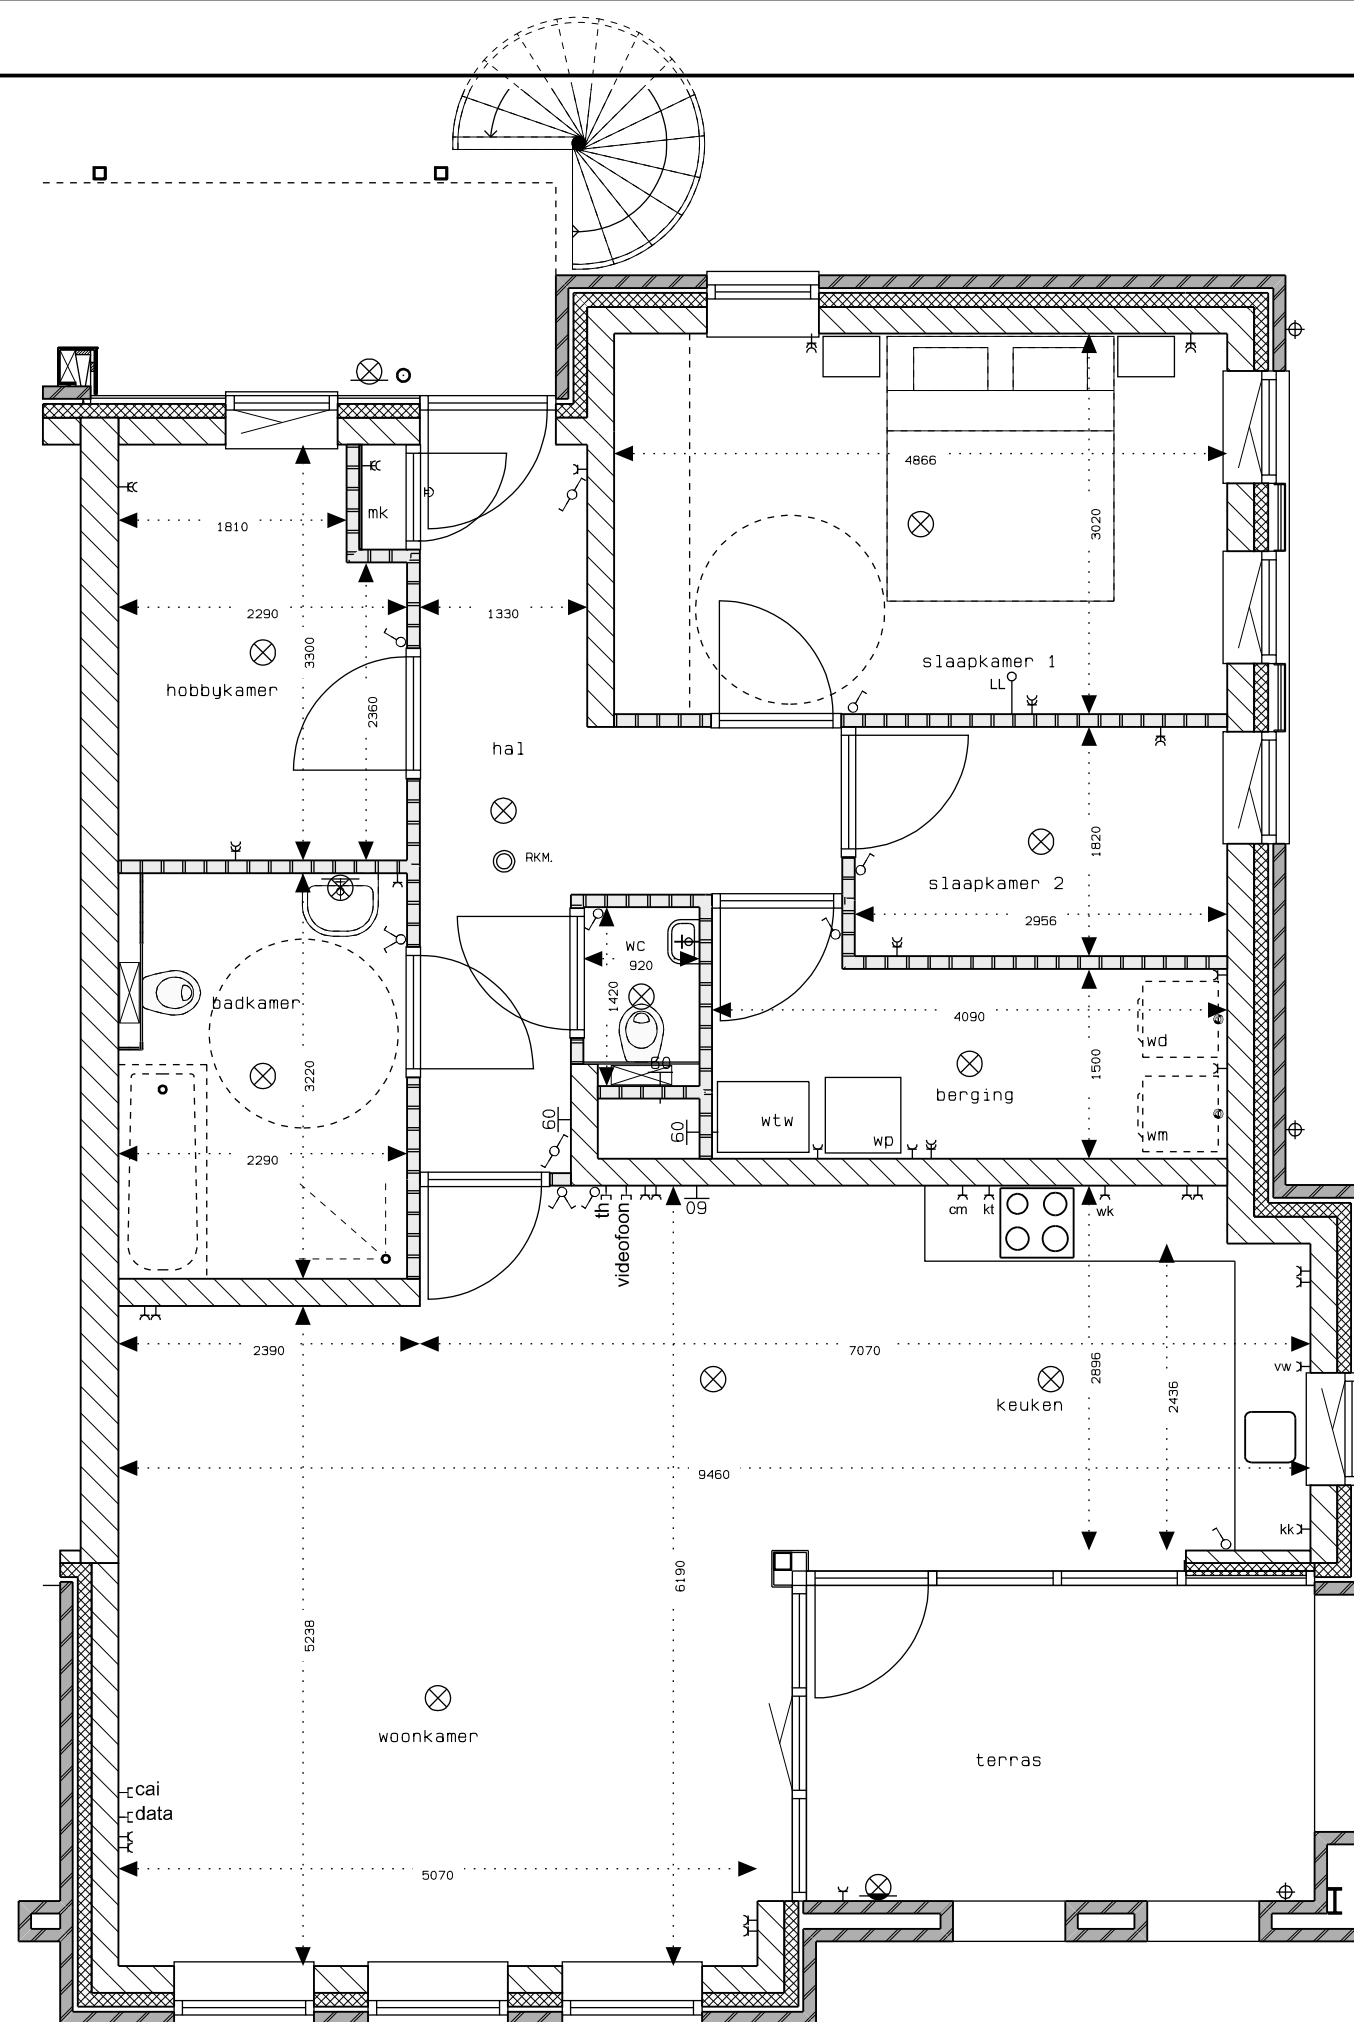 4866
3020
mk
1810
2290
1330
3300
2360
slaapkamer 1
LL
hobbykamer
hal
1820
RKM.
slaapkamer 2
2956
WC
920
1420
badkamer
4090
wd
3220
60
1500
berging
wtw
60
60
wp
wm
2290
th
videofoon
60
cm
kt
wk
2390
7070
2896
vw
2436
keuken
9460
kk
6190
5238
woonkamer
terras
cai
data
5070